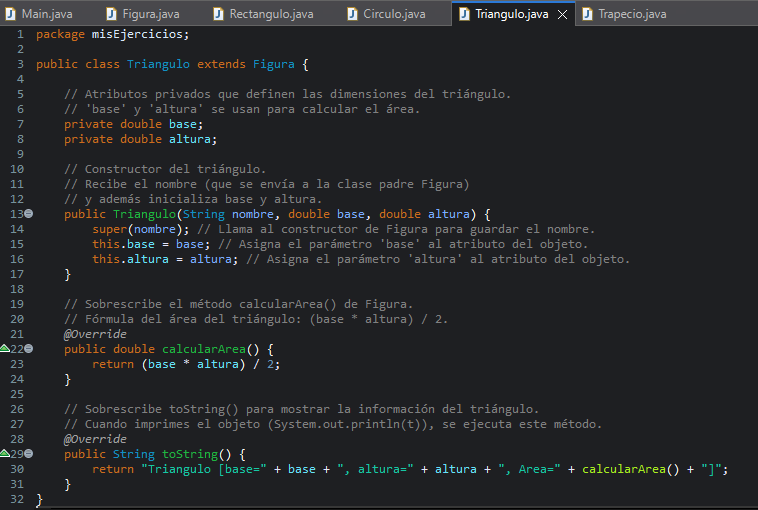 Main.java Figura.java Rectangulo.java Circulo.java Triangulo.java Trapecio.java
1 package misEjercicios;
2
3 public class Triangulo extends Figura {
4
5 // Atributos privados que definen las dimensiones del triángulo.
6 // 'base' y 'altura' se usan para calcular el área.
7 private double base;
8 private double altura;
9
10 // Constructor del triángulo.
11 // Recibe el nombre (que se envía a la clase padre Figura)
12 // y además inicializa base y altura.
13 public Triangulo(String nombre, double base, double altura) {
14 super(nombre); // Llama al constructor de Figura para guardar el nombre.
15 this.base = base; // Asigna el parámetro 'base' al atributo del objeto.
16 this.altura = altura; // Asigna el parámetro 'altura' al atributo del objeto.
17 }
18
19 // Sobrescribe el método calcularArea() de Figura.
20 // Fórmula del área del triángulo: (base * altura) / 2.
21 @Override
22 public double calcularArea() {
23 return (base * altura) / 2;
24 }
25
26 // Sobrescribe toString() para mostrar la información del triángulo.
27 // Cuando imprimes el objeto (System.out.println(t)), se ejecuta este método.
28 @Override
29 public String toString() {
30 return "Triangulo [base=" + base + ", altura=" + altura + ", Area=" + calcularArea() + "]";
31 }
32 }